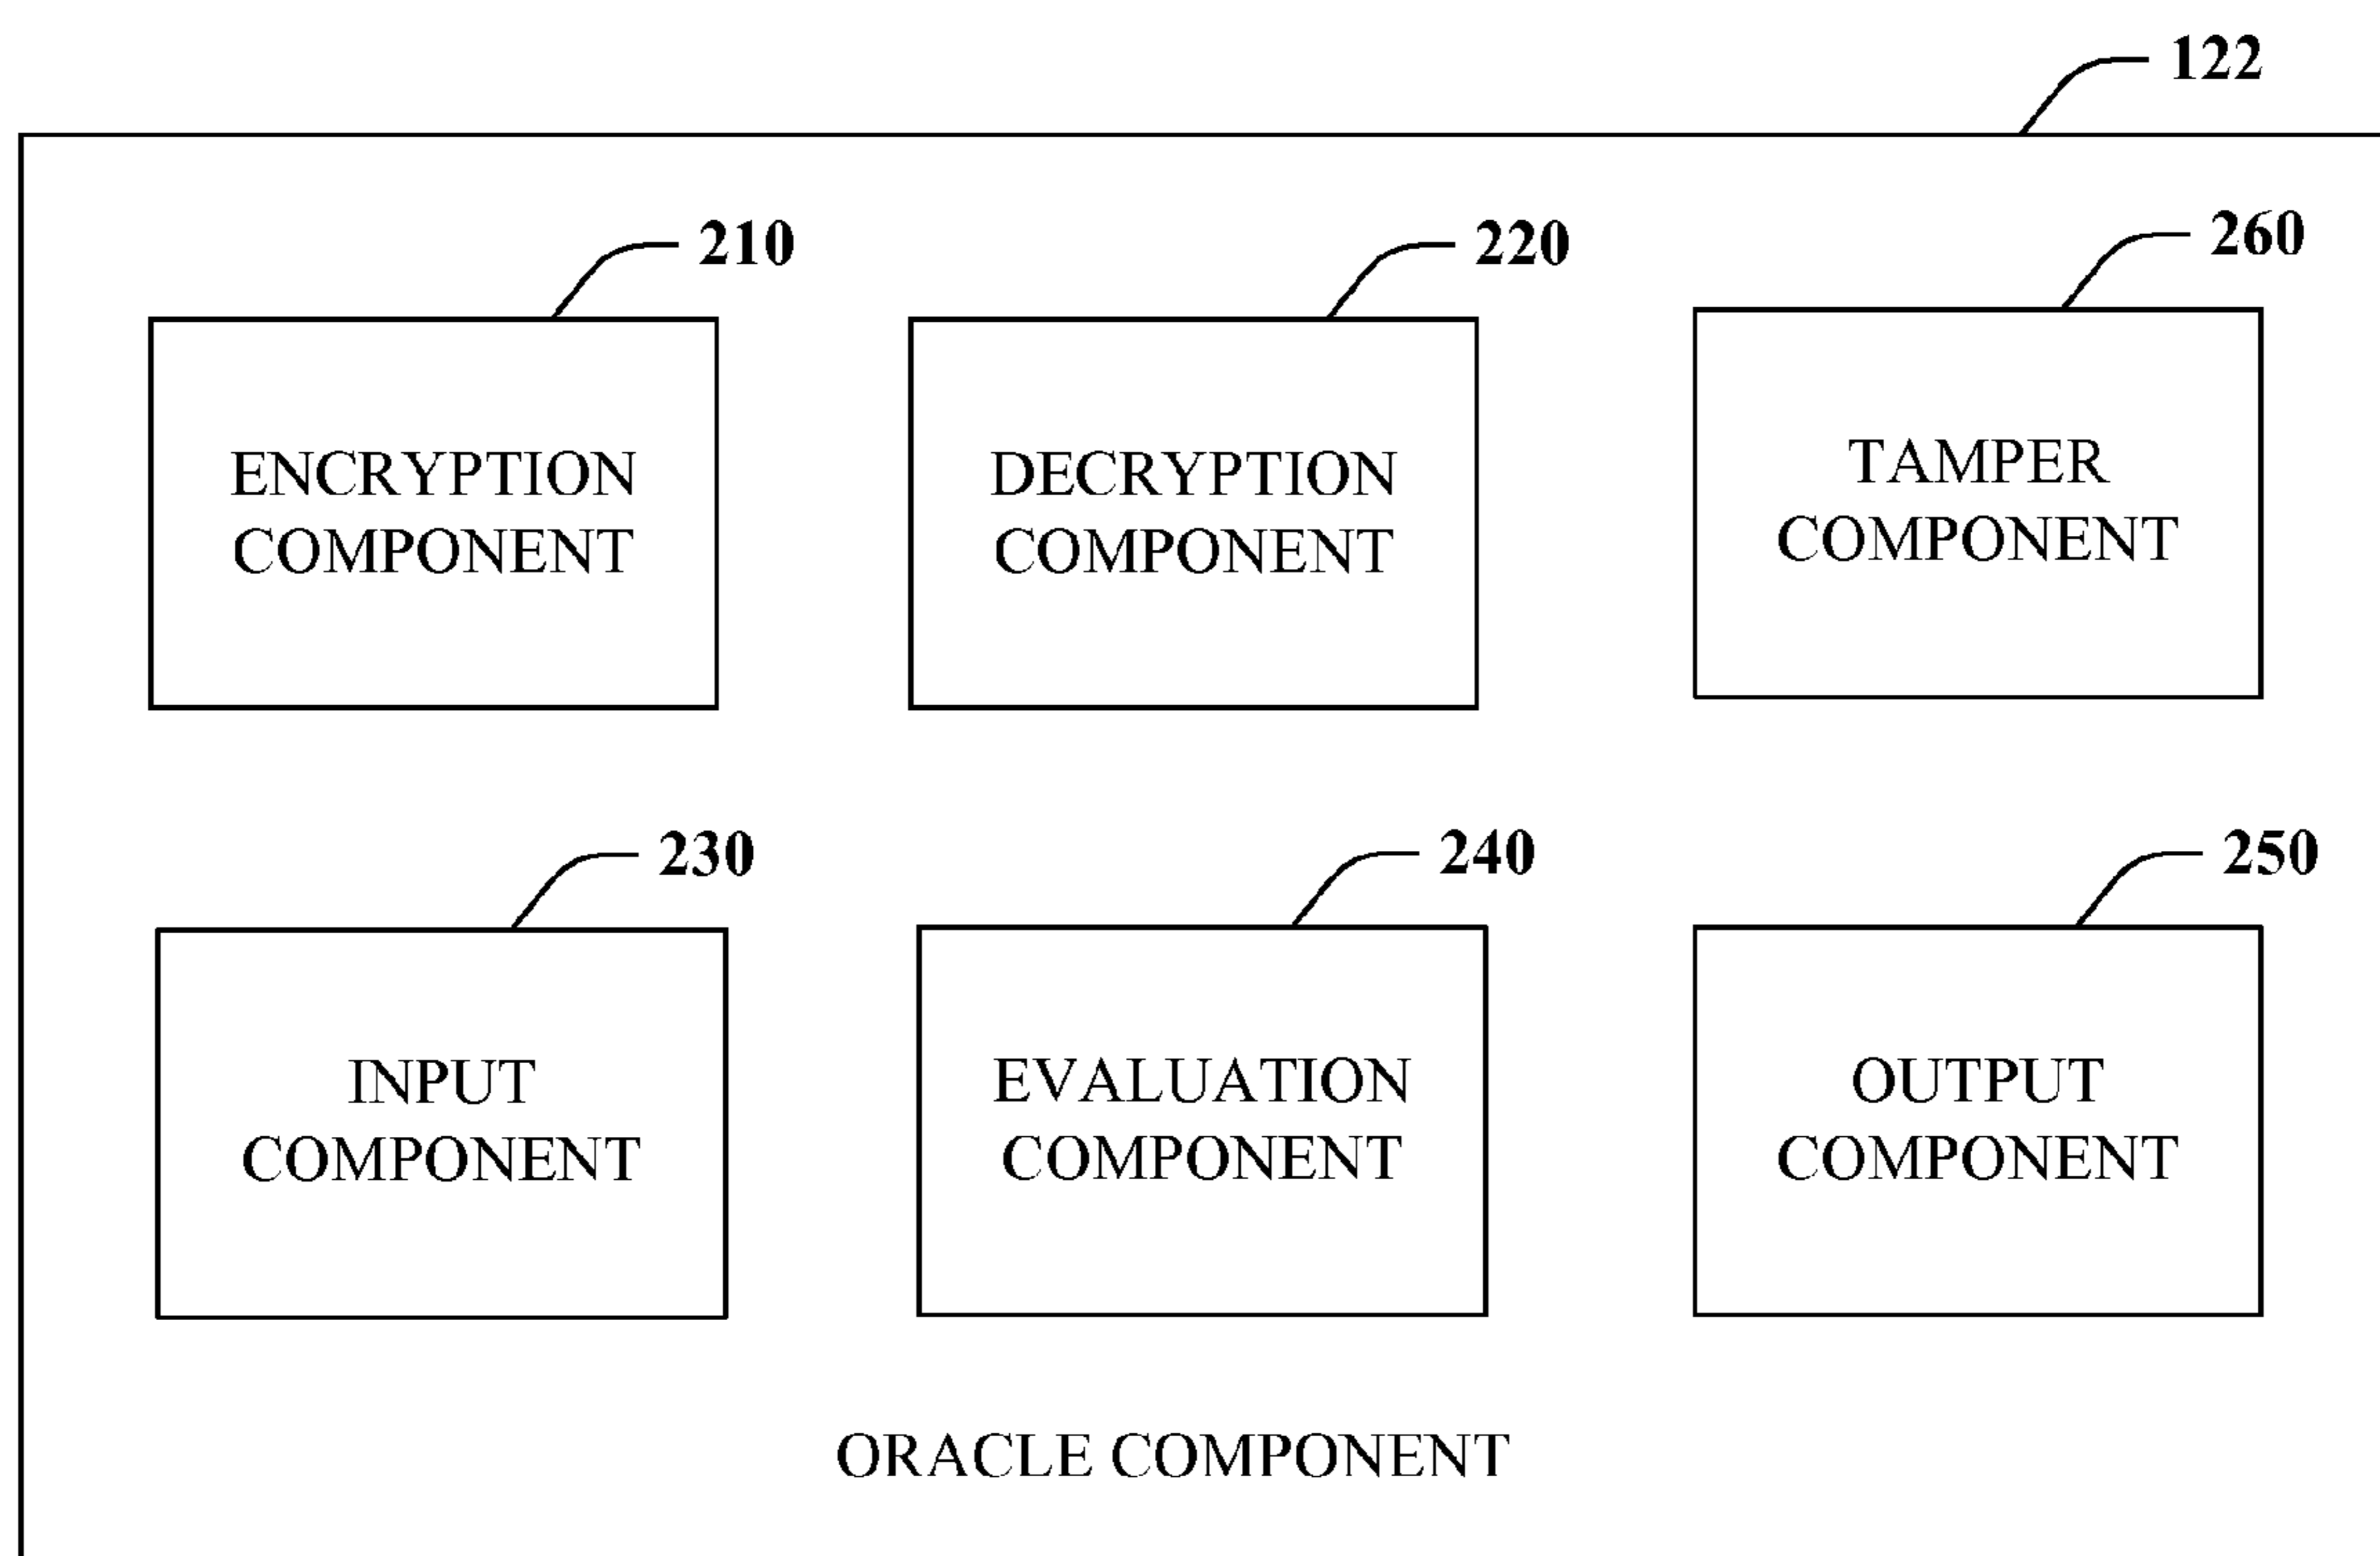 122
210
220
260
ENCRYPTION
COMPONENT
DECRYPTION
COMPONENT
TAMPER
COMPONENT
230
240
250
INPUT
COMPONENT
EVALUATION
COMPONENT
OUTPUT
COMPONENT
ORACLE COMPONENT